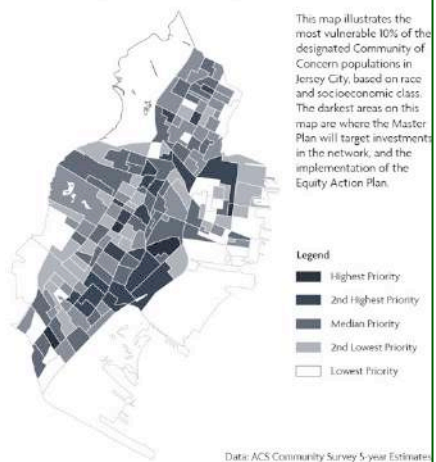 This map illustrates the
most vulnerable 10% of the
designated Community of
Concern populations in
Jersey City, based on race
and socioeconomic class.
The darkest areas on this
map are where the Master
Plan will target investments
in the network, and the
implementation of the
Equity Action Plan.
Legend
Highest Priority
2nd Highest Priority
Median Priority
2nd Lowest Priority
Lowest Priority
Data: ACS Community Survey 5-year Estimates